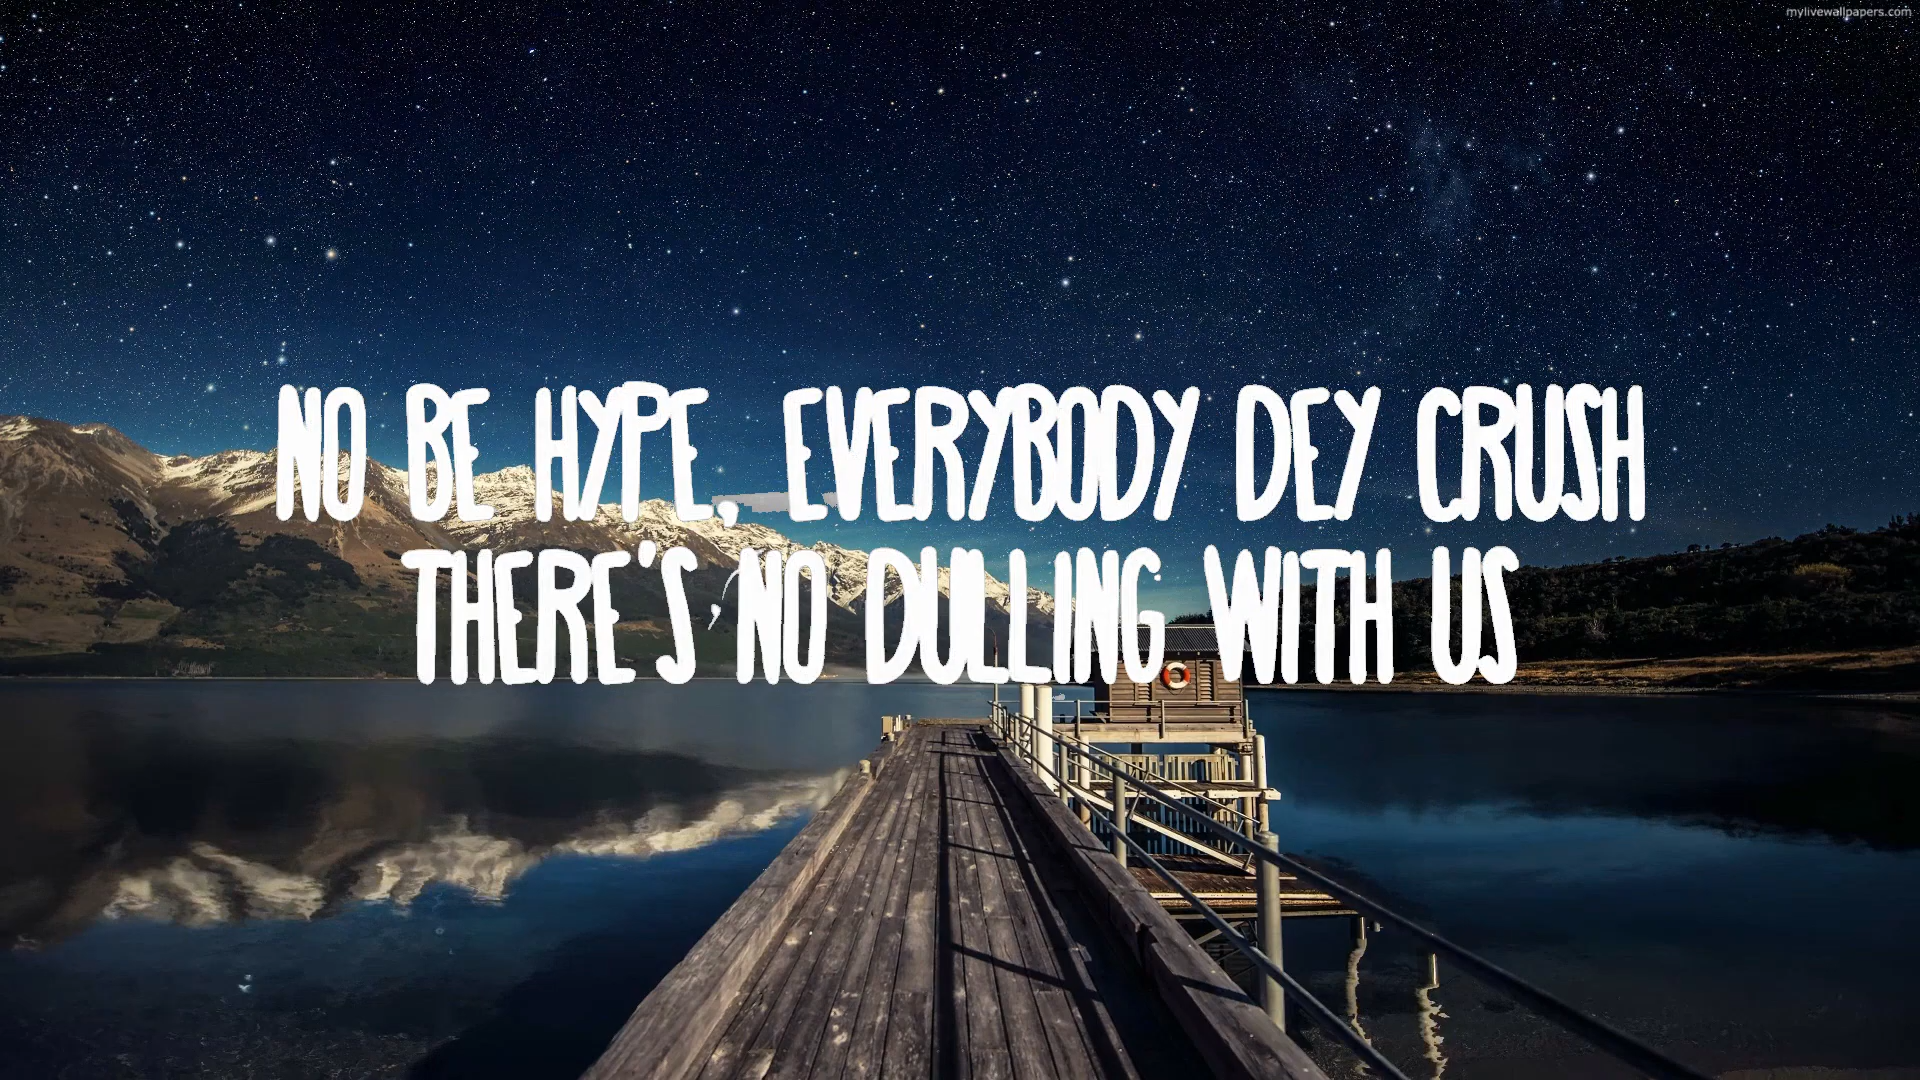 mylivewallpapers.com
NO BE HYPE, EVERYBODY DEY CRUSH
THERE'S NO DULLING WITH US